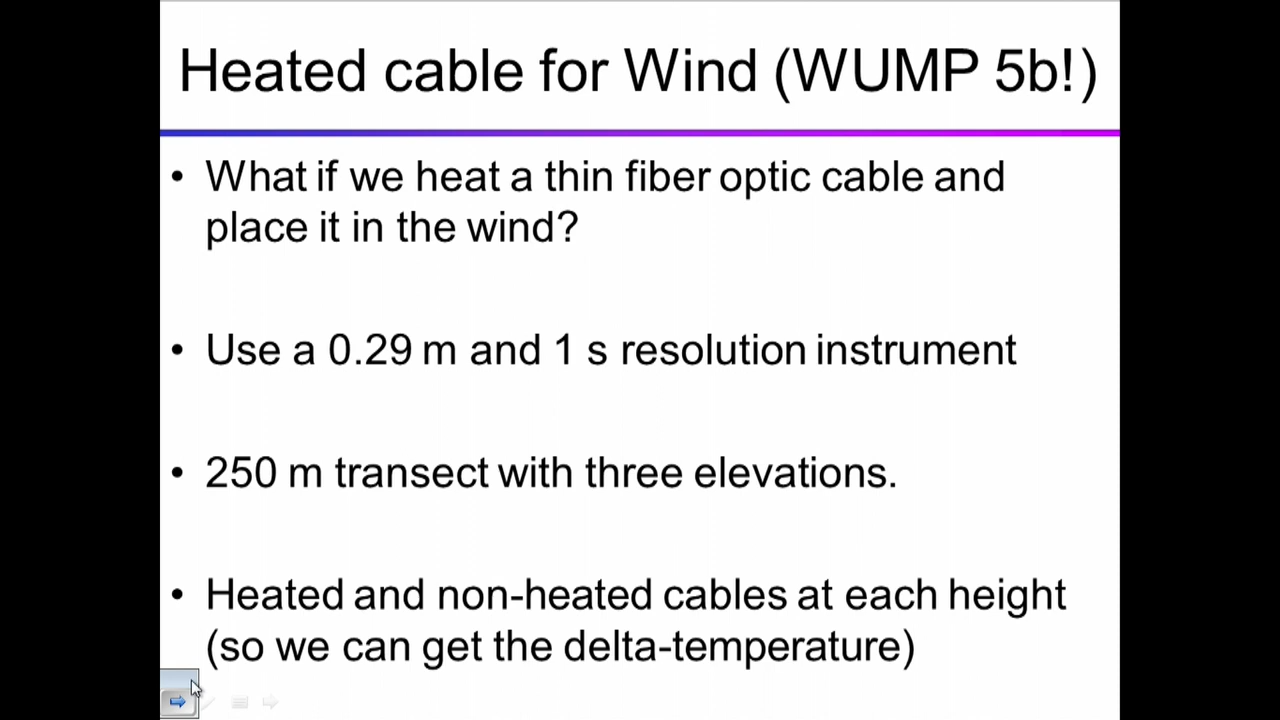 Heated cable for Wind (WUMP 5b!)
• What if we heat a thin fiber optic cable and
place it in the wind?
• Use a 0.29 m and 1 s resolution instrument
• 250 m transect with three elevations.
• Heated and non-heated cables at each height
(so we can get the delta-temperature)